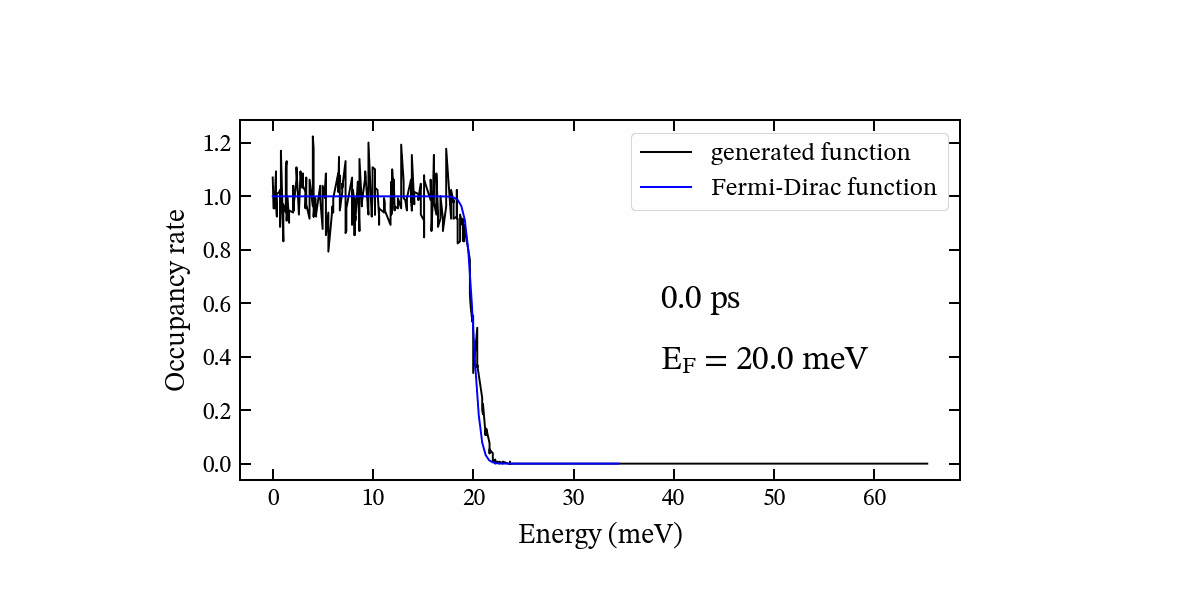 generated function
Fermi-Dirac function
0.0 ps
E_F = 20.0 meV
Occupancy rate
1.2
1.0
0.8
0.6
0.4
0.2
0.0
0 10 20 30 40 50 60
Energy (meV)